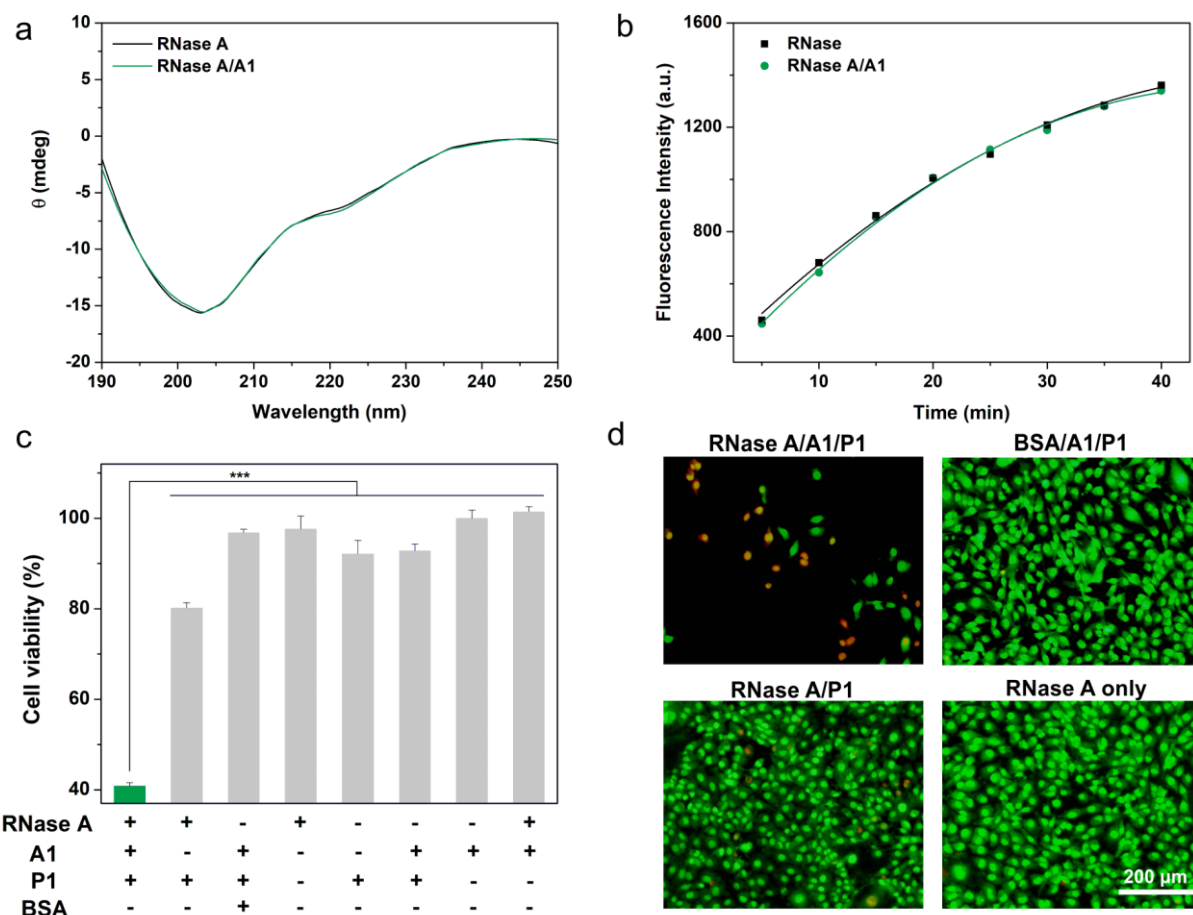 a
RNase A
RNase A/A1
10
5
0
-5
-10
-15
-20
θ (mdeg)
190 200 210 220 230 240 250
Wavelength (nm)
b
RNase
RNase A/A1
1600
1200
800
400
Fluorescence Intensity (a.u.)
10 20 30 40
Time (min)
c
***
100
80
60
40
Cell viability (%)
RNase A + + - + - - - +
A1 + - + - - + + +
P1 + + + - + + - -
BSA - - + - - - - -
d
RNase A/A1/P1
BSA/A1/P1
RNase A/P1
RNase A only
200 µm